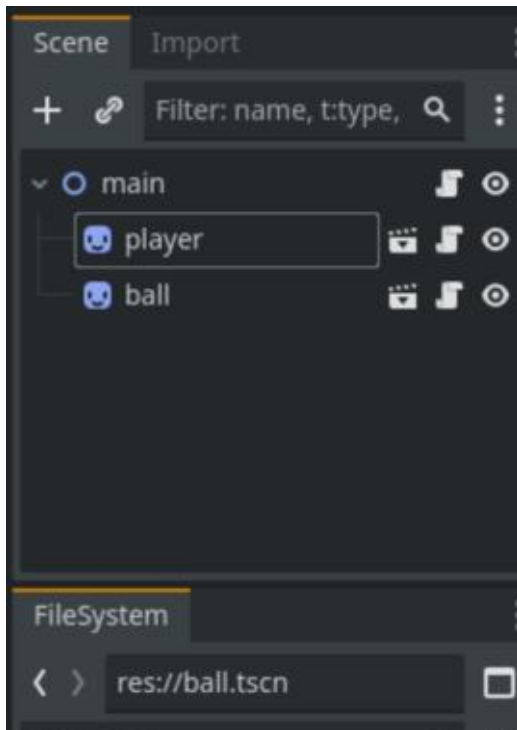 Scene Import
Filter: name, t:type,
main
player
ball
FileSystem
res://ball.tscn